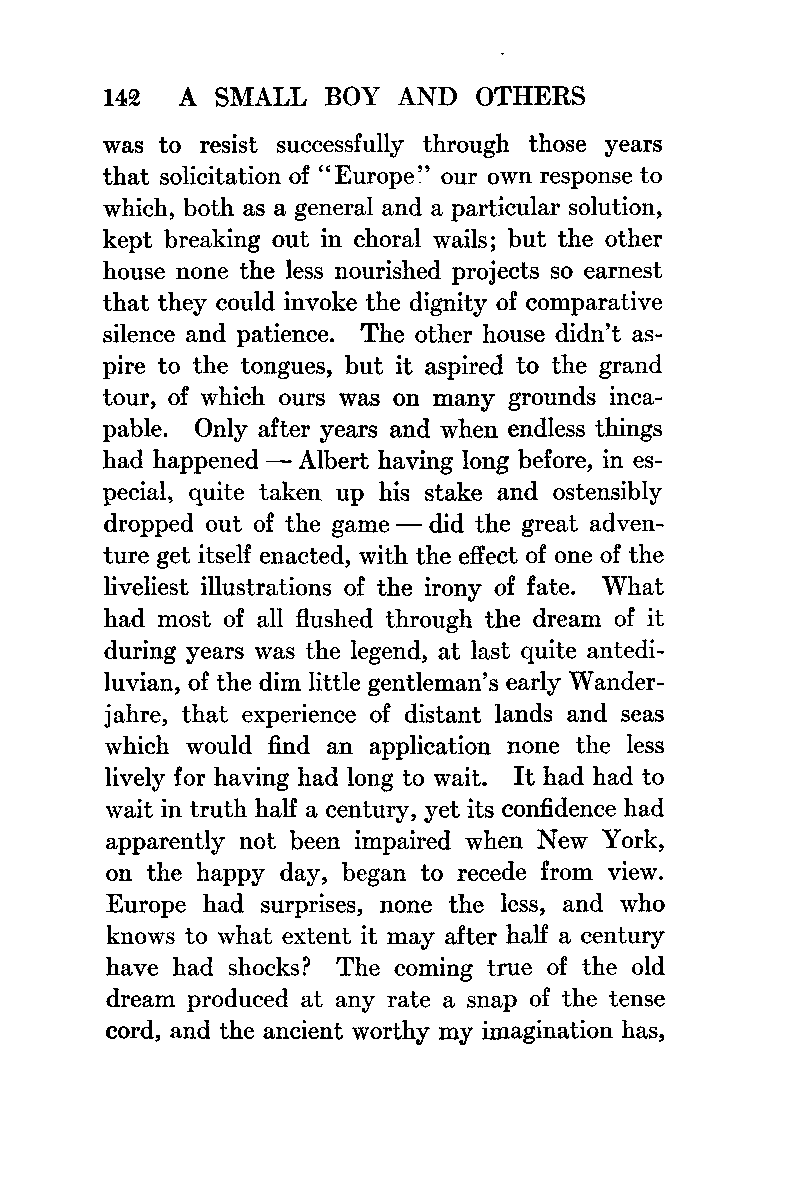 142 A SMALL BOY AND OTHERS
was to resist successfully through those years
that solicitation of “Europe” our own response to
which, both as a general and a particular solution,
kept breaking out in choral wails; but the other
house none the less nourished projects so earnest
that they could invoke the dignity of comparative
silence and patience. The other house didn’t as-
pire to the tongues, but it aspired to the grand
tour, of which ours was on many grounds inca-
pable. Only after years and when endless things
had happened — Albert having long before, in es-
pecial, quite taken up his stake and ostensibly
dropped out of the game — did the great adven-
ture get itself enacted, with the effect of one of the
liveliest illustrations of the irony of fate. What
had most of all flushed through the dream of it
during years was the legend, at last quite antedi-
luvian, of the dim little gentleman’s early Wander-
jahre, that experience of distant lands and seas
which would find an application none the less
lively for having had long to wait. It had had to
wait in truth half a century, yet its confidence had
apparently not been impaired when New York,
on the happy day, began to recede from view.
Europe had surprises, none the less, and who
knows to what extent it may after half a century
have had shocks? The coming true of the old
dream produced at any rate a snap of the tense
cord, and the ancient worthy my imagination has,